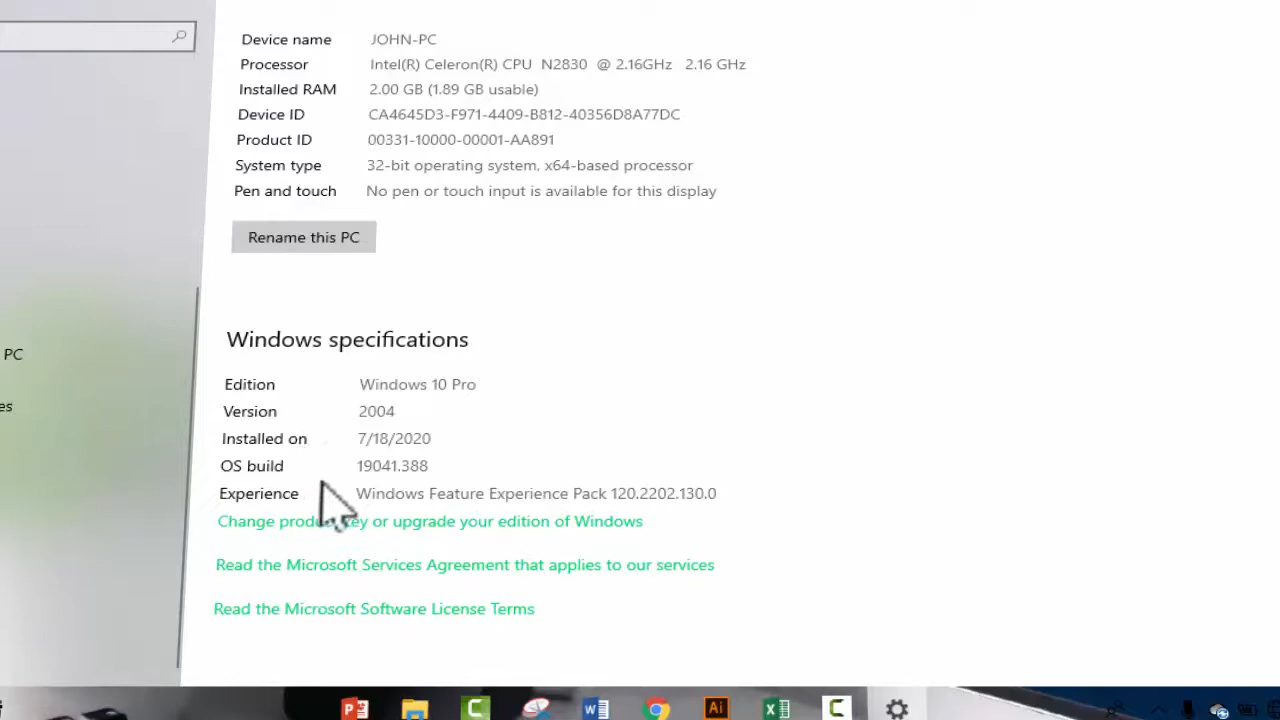 Device name JOHN-PC
Processor Intel(R) Celeron(R) CPU N2830 @ 2.16GHz 2.16 GHz
Installed RAM 2.00 GB (1.89 GB usable)
Device ID CA4645D3-F971-4409-B812-40356D8A77DC
Product ID 00331-10000-00001-AA891
System type 32-bit operating system, x64-based processor
Pen and touch No pen or touch input is available for this display
Rename this PC
Windows specifications
PC
Edition Windows 10 Pro
es
Version 2004
Installed on 7/18/2020
OS build 19041.388
Experience Windows Feature Experience Pack 120.2202.130.0
Change product key or upgrade your edition of Windows
Read the Microsoft Services Agreement that applies to our services
Read the Microsoft Software License Terms
Ai